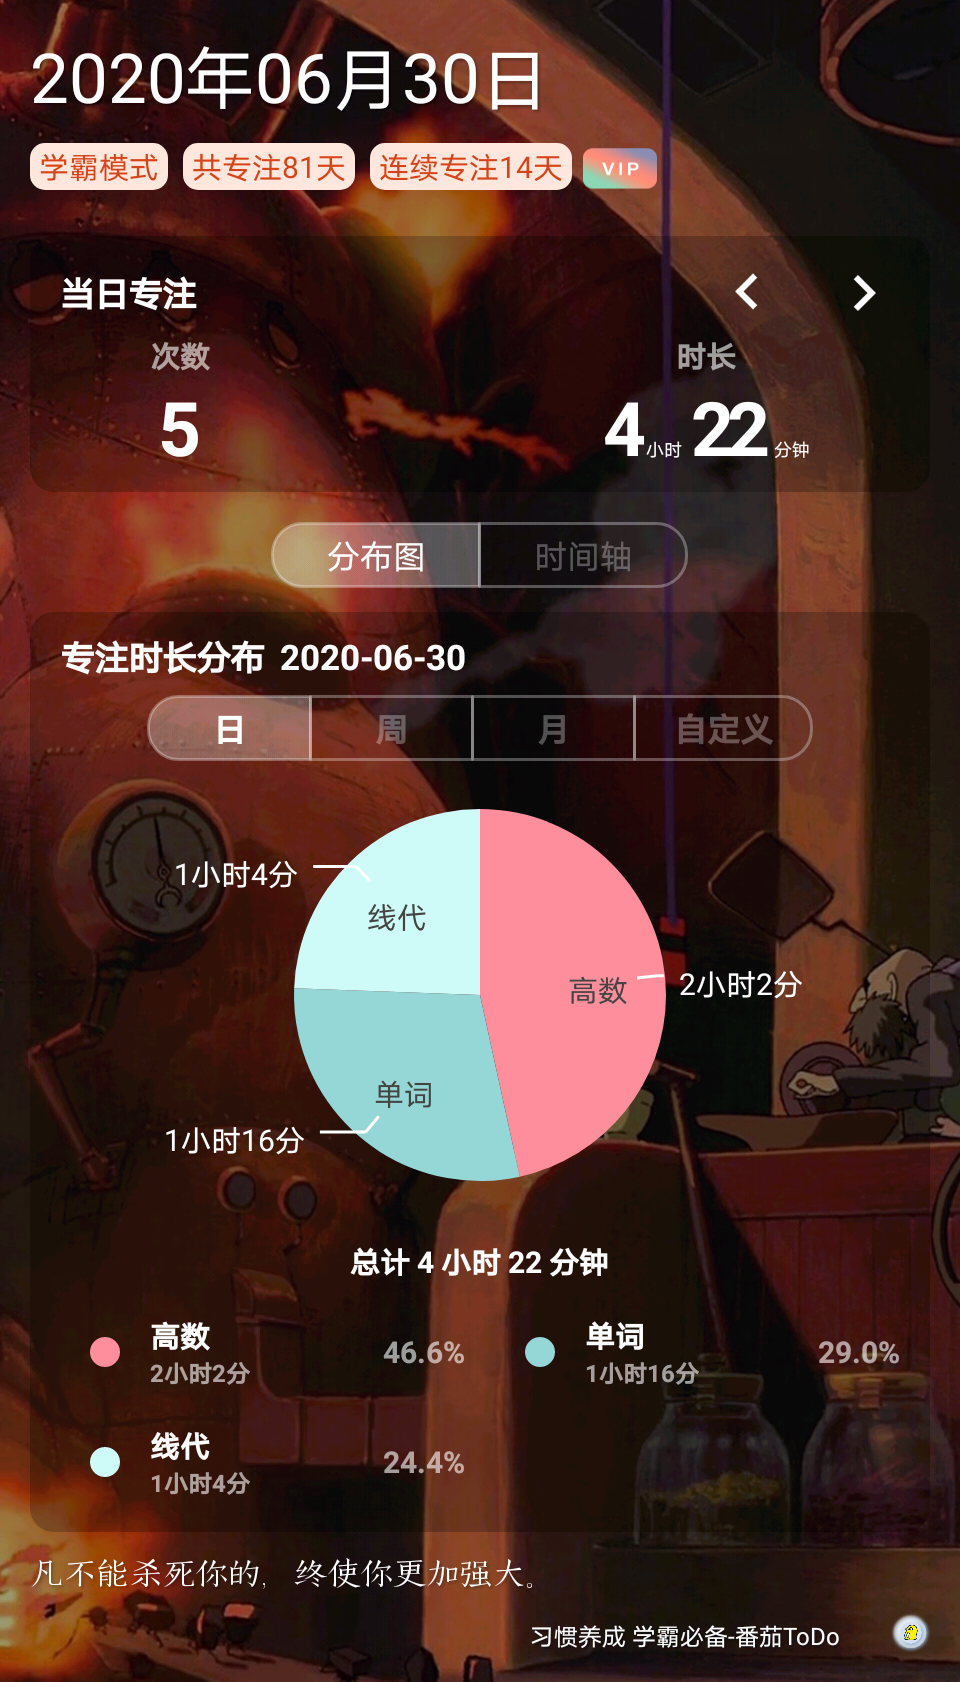 2020年06月30日
学霸模式 共专注81天 连续专注14天 VIP
当日专注
次数 时长
5 4小时 22分钟
分布图 时间轴
专注时长分布 2020-06-30
日 周 月 自定义
1小时4分
线代
高数 2小时2分
单词
1小时16分
总计 4 小时 22 分钟
高数 46.6% 单词 29.0%
2小时2分 1小时16分
线代 24.4%
1小时4分
凡不能杀死你的, 终使你更加强大。
习惯养成 学霸必备-番茄ToDo